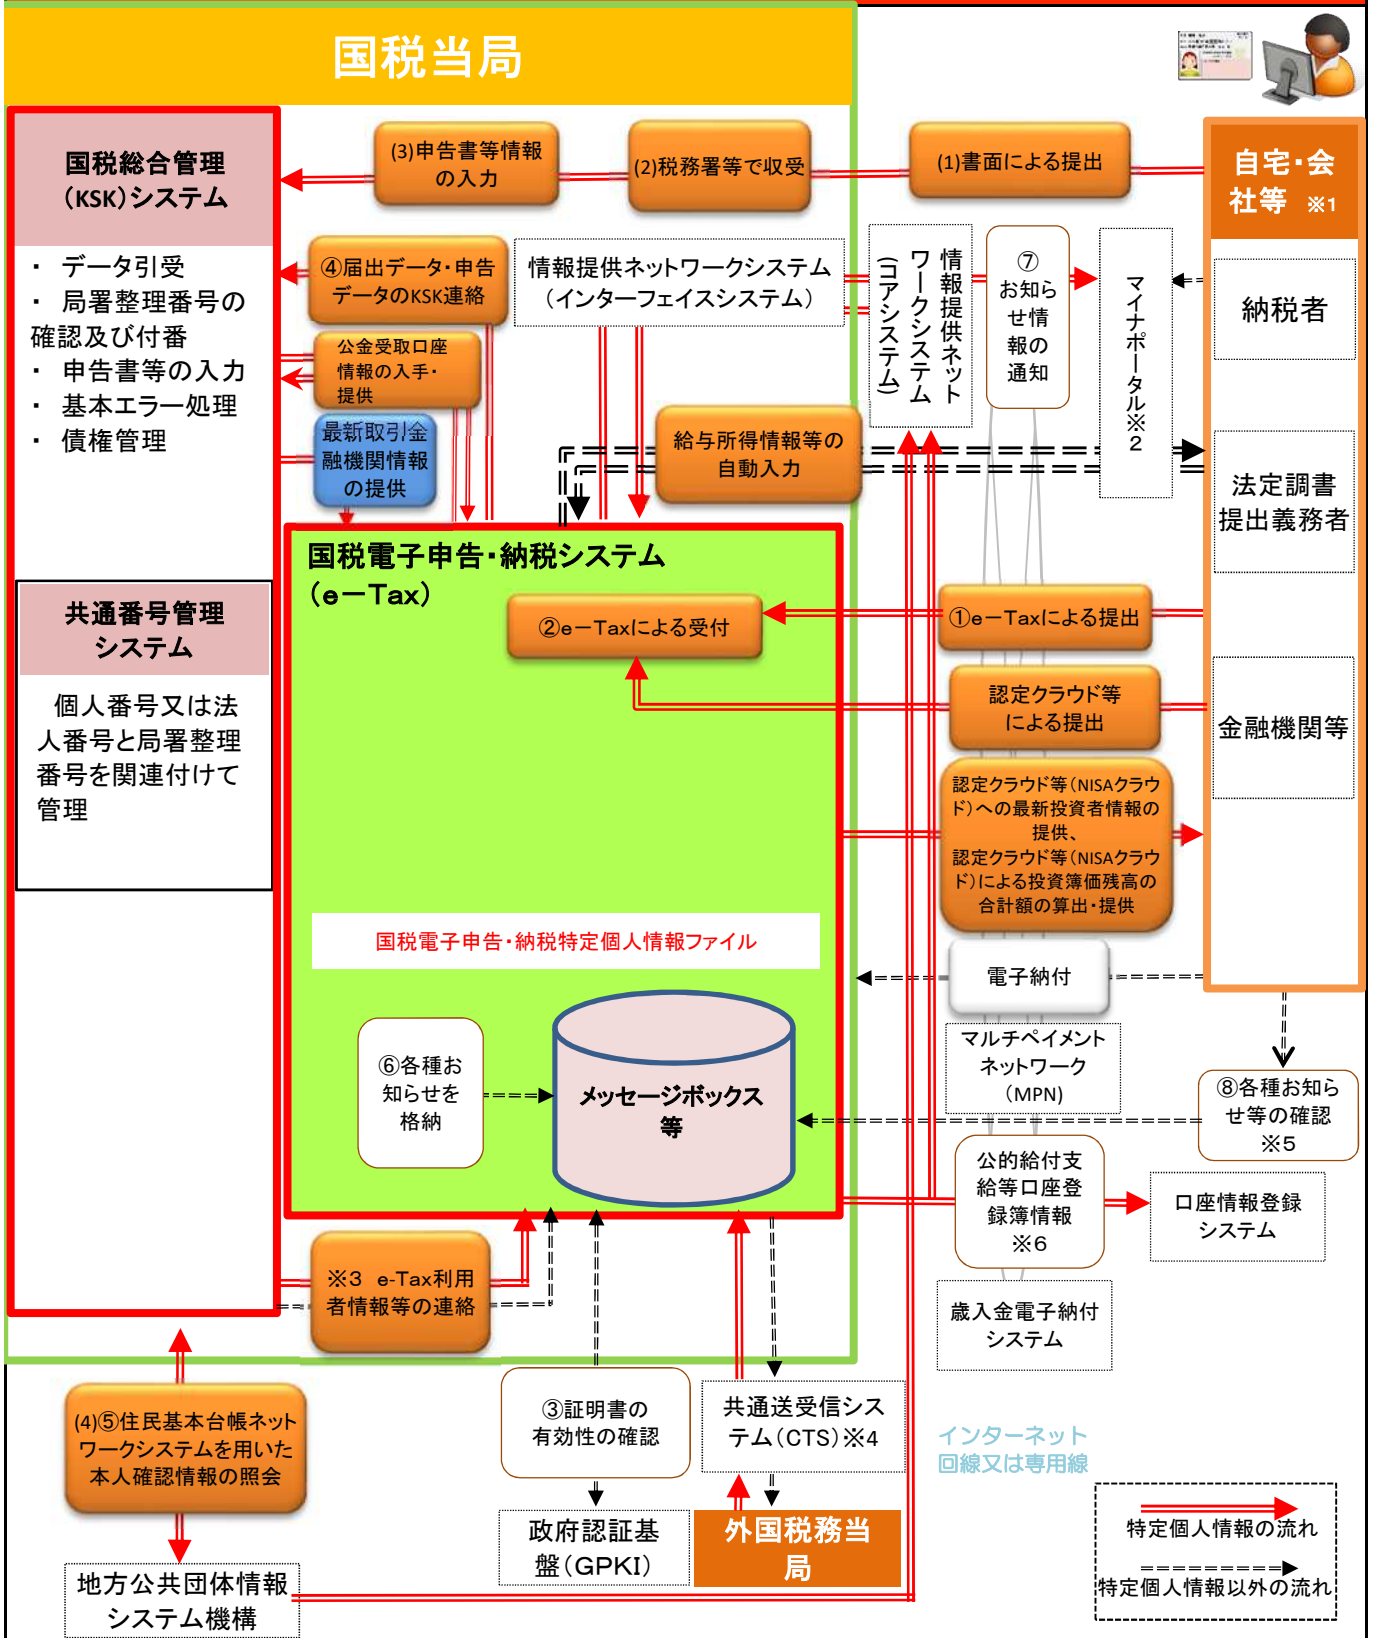 国税当局
国税総合管理
（KSK）システム
・ データ引受
・ 局署整理番号の
確認及び付番
・ 申告書等の入力
・ 基本エラー処理
・ 債権管理
共通番号管理
システム
個人番号又は法
人番号と局署整理
番号を関連付けて
管理
(3)申告書等情報
の入力
(2)税務署等で収受
(1)書面による提出
自宅・会
社等 ※1
納税者
法定調書
提出義務者
金融機関等
④届出データ・申告
データのKSK連絡
情報提供ネットワークシステム
（インターフェイスシステム）
情報提供ネット
ワークシステム
（コアシステム）
⑦
お知ら
せ情
報の
通知
マイナポータル※2
公金受取口座
情報の入手・
提供
最新取引金
融機関情報
の提供
給与所得情報等の
自動入力
国税電子申告・納税システム
（e－Tax）
②e－Taxによる受付
①e－Taxによる提出
認定クラウド等
による提出
認定クラウド等（NISAクラウ
ド）への最新投資者情報の
提供、
認定クラウド等（NISAクラウ
ド）による投資簿価残高の
合計額の算出・提供
国税電子申告・納税特定個人情報ファイル
電子納付
マルチペイメント
ネットワーク
（MPN)
⑥各種お
知らせを
格納
メッセージボックス
等
⑧各種お知ら
せ等の確認
※5
公的給付支
給等口座登
録簿情報
※6
口座情報登録
システム
※3 e-Tax利用
者情報等の連絡
歳入金電子納付
システム
(4)⑤住民基本台帳ネット
ワークシステムを用いた
本人確認情報の照会
③証明書の
有効性の確認
共通送受信シス
テム（CTS）※4
インターネット
回線又は専用線
地方公共団体情報
システム機構
政府認証基
盤（GPKI）
外国税務当
局
特定個人情報の流れ
特定個人情報以外の流れ